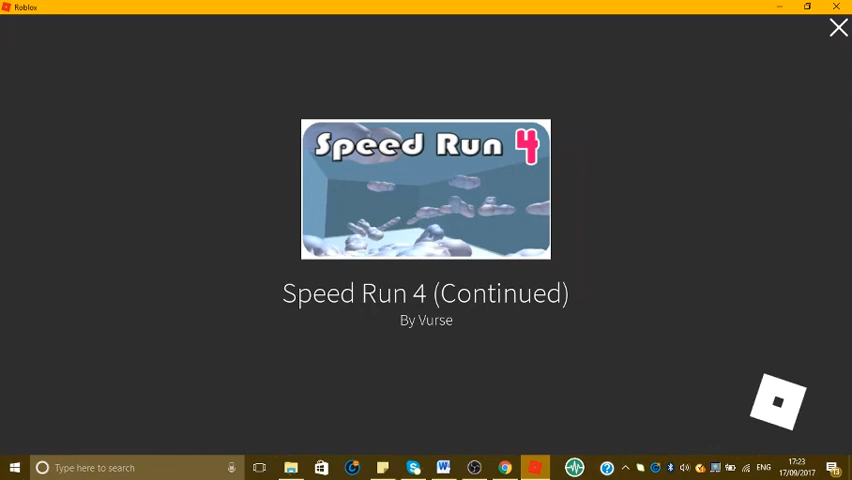 Roblox
Speed Run 4
Speed Run 4 (Continued)
By Vurse
Type here to search
ENG
17:23
17/09/2017
13